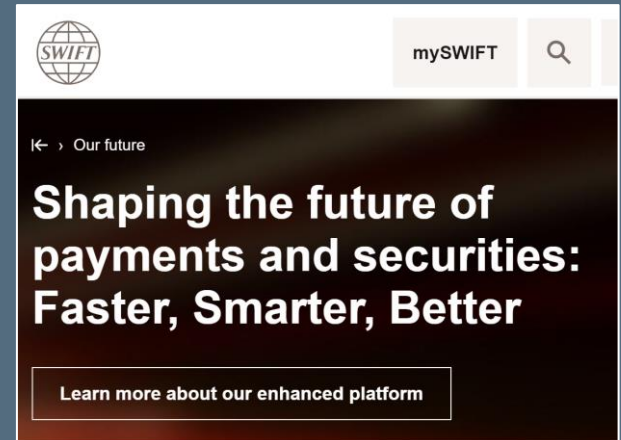 SWIFT
mySWIFT
› Our future
Shaping the future of
payments and securities:
Faster, Smarter, Better
Learn more about our enhanced platform